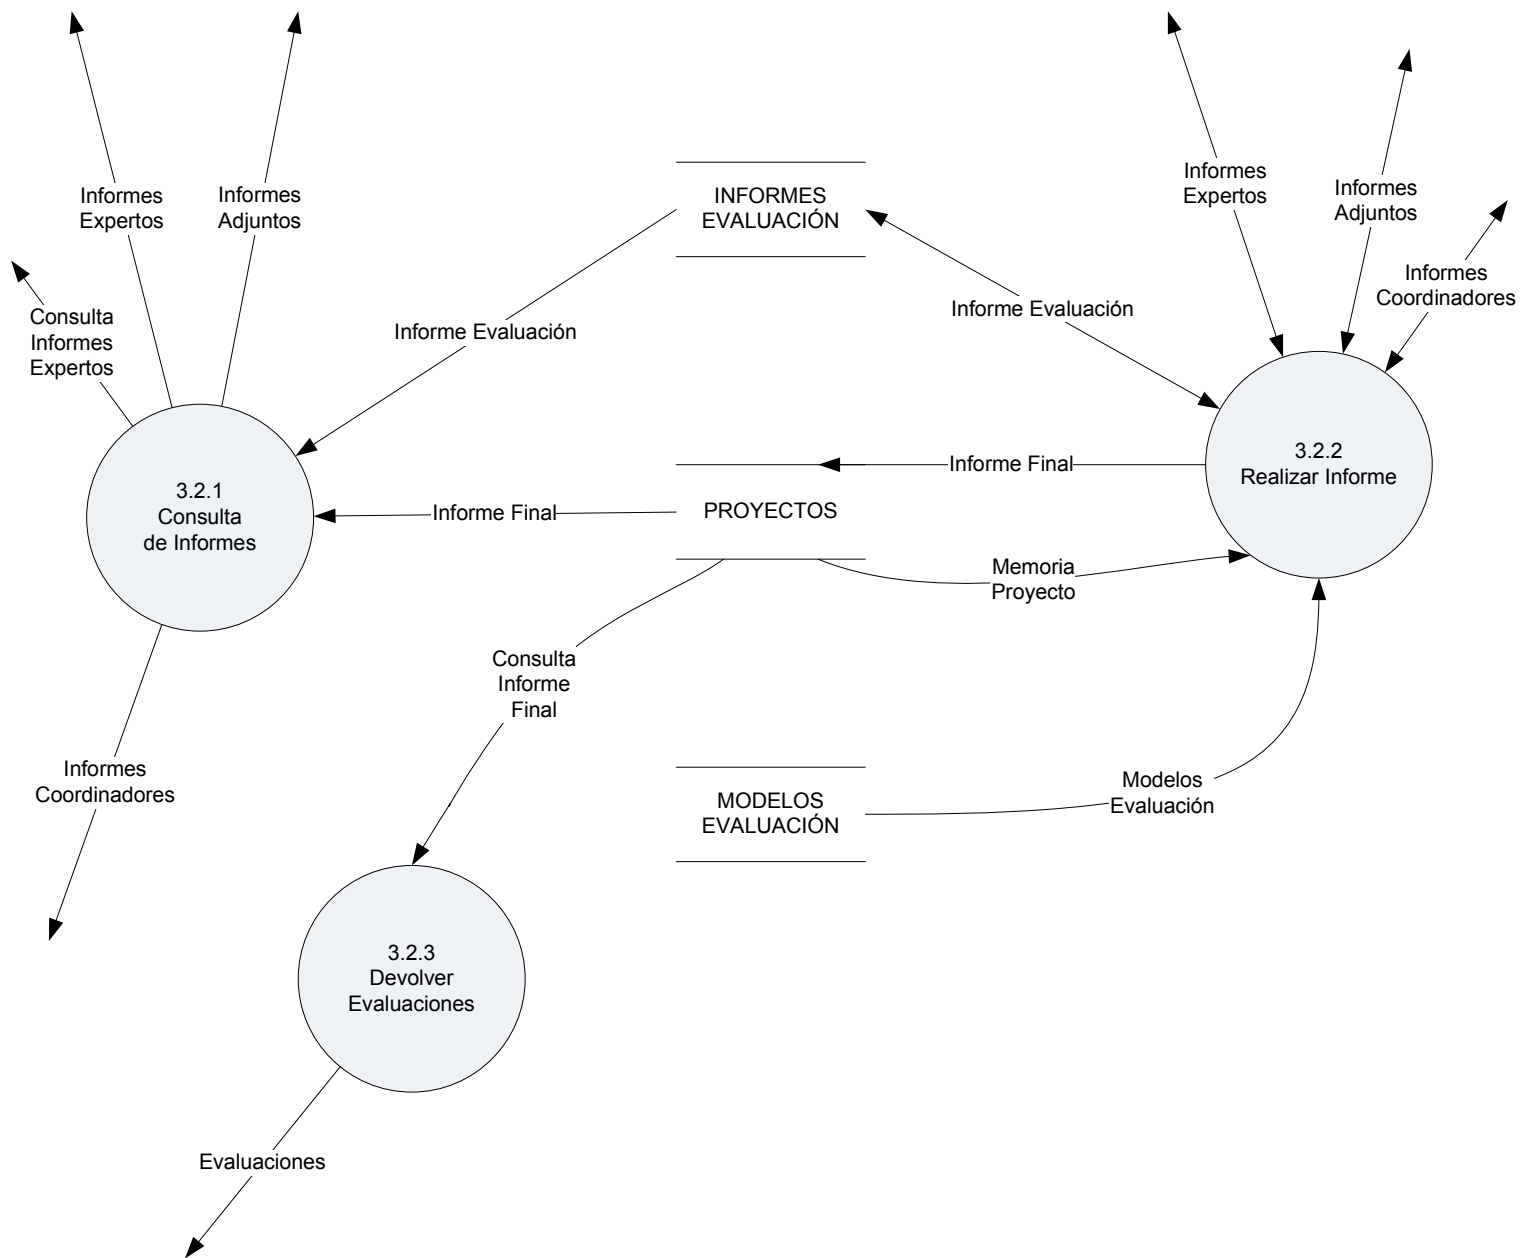 Informes
Expertos
Informes
Adjuntos
INFORMES
EVALUACIÓN
Informes
Expertos
Informes
Adjuntos
Informes
Coordinadores
Consulta
Informes
Expertos
Informe Evaluación
Informe Evaluación
3.2.1
Consulta
de Informes
Informe Final
PROYECTOS
Informe Final
3.2.2
Realizar Informe
Memoria
Proyecto
Consulta
Informe
Final
Informes
Coordinadores
MODELOS
EVALUACIÓN
Modelos
Evaluación
3.2.3
Devolver
Evaluaciones
Evaluaciones